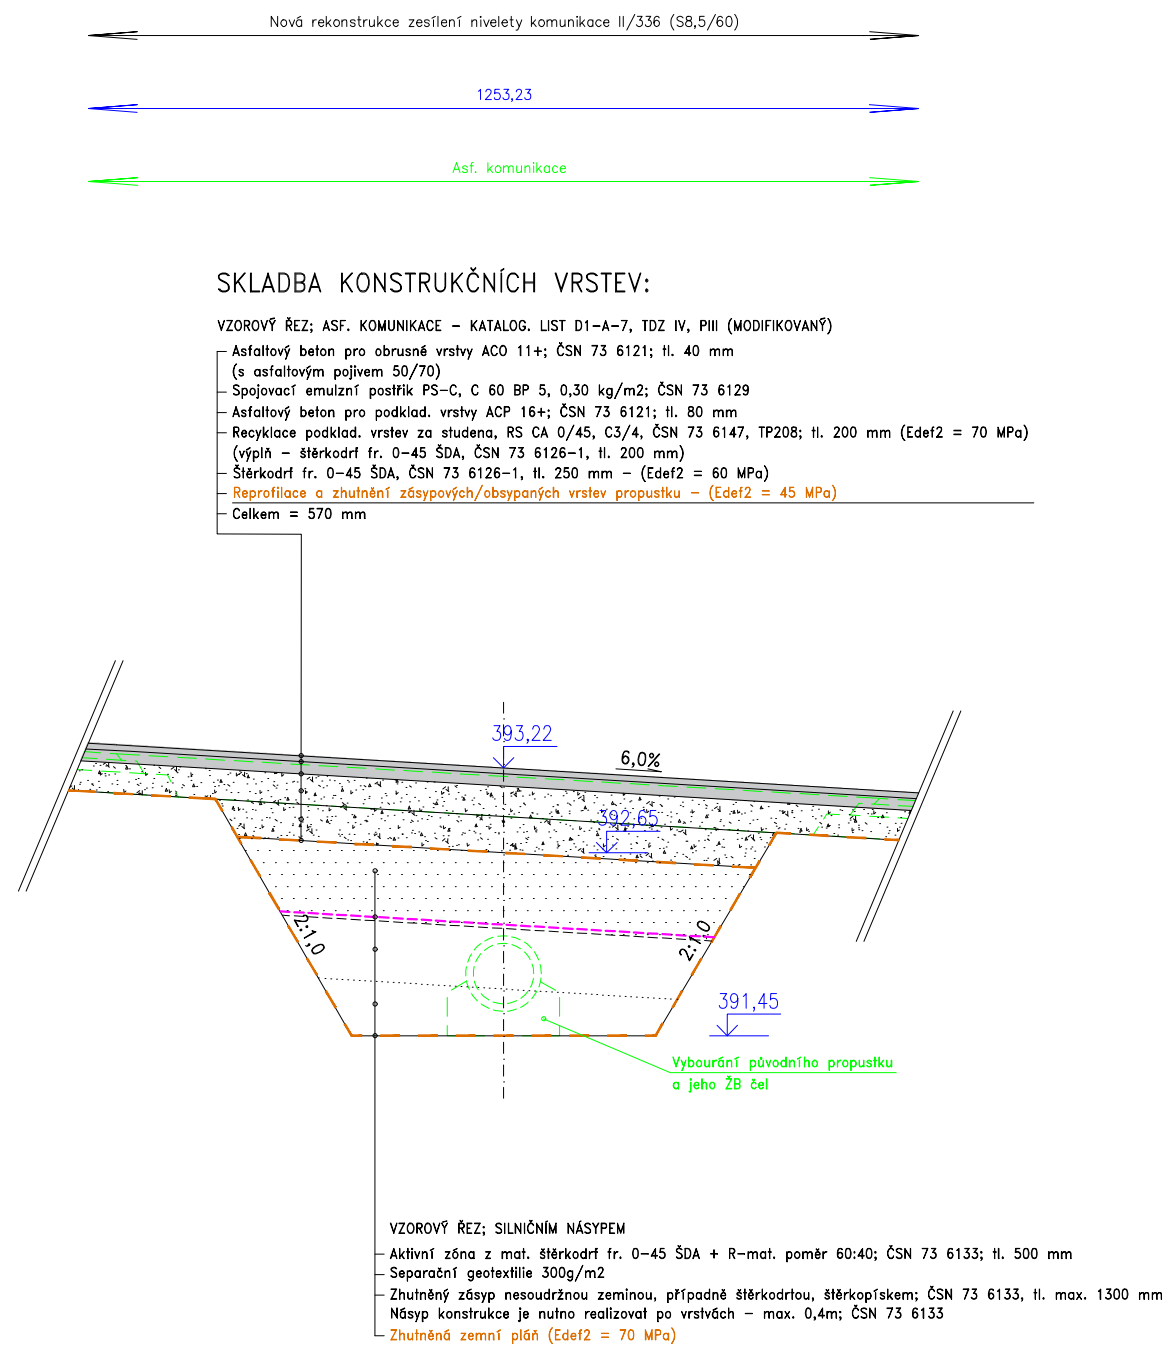 Nová rekonstrukce zesílení nivelety komunikace II/336 (S8,5/60)
1253,23
Asf. komunikace
SKLADBA KONSTRUKČNÍCH VRSTEV:
VZOROVÝ ŘEZ; ASF. KOMUNIKACE - KATALOG. LIST D1-A-7, TDZ IV, PIII (MODIFIKOVANÝ)
Asfaltový beton pro obrusné vrstvy ACO 11+; ČSN 73 6121; tl. 40 mm
(s asfaltovým pojivem 50/70)
Spojovací emulzní postřik PS-C, C 60 BP 5, 0,30 kg/m2; ČSN 73 6129
Asfaltový beton pro podklad. vrstvy ACP 16+; ČSN 73 6121; tl. 80 mm
Recyklace podklad. vrstev za studena, RS CA 0/45, C3/4, ČSN 73 6147, TP208; tl. 200 mm (Edef2 = 70 MPa)
(výplň - štěrkodrť fr. 0-45 ŠDA, ČSN 73 6126-1, tl. 200 mm)
Štěrkodrť fr. 0-45 ŠDA, ČSN 73 6126-1, tl. 250 mm - (Edef2 = 60 MPa)
Reprofilace a zhutnění zásypových/obsypaných vrstev propustku - (Edef2 = 45 MPa)
Celkem = 570 mm
393,22
6,0%
392,65
2:1,0
2:1,0
391,45
Vybourání původního propustku
a jeho ŽB čel
VZOROVÝ ŘEZ; SILNIČNÍM NÁSYPEM
Aktivní zóna z mat. štěrkodrť fr. 0-45 ŠDA + R-mat. poměr 60:40; ČSN 73 6133; tl. 500 mm
Separační geotextilie 300g/m2
Zhutněný zásyp nesoudržnou zeminou, případně štěrkodrtou, štěrkopískem; ČSN 73 6133, tl. max. 1300 mm
Násyp konstrukce je nutno realizovat po vrstvách - max. 0,4m; ČSN 73 6133
Zhutněná zemní pláň (Edef2 = 70 MPa)